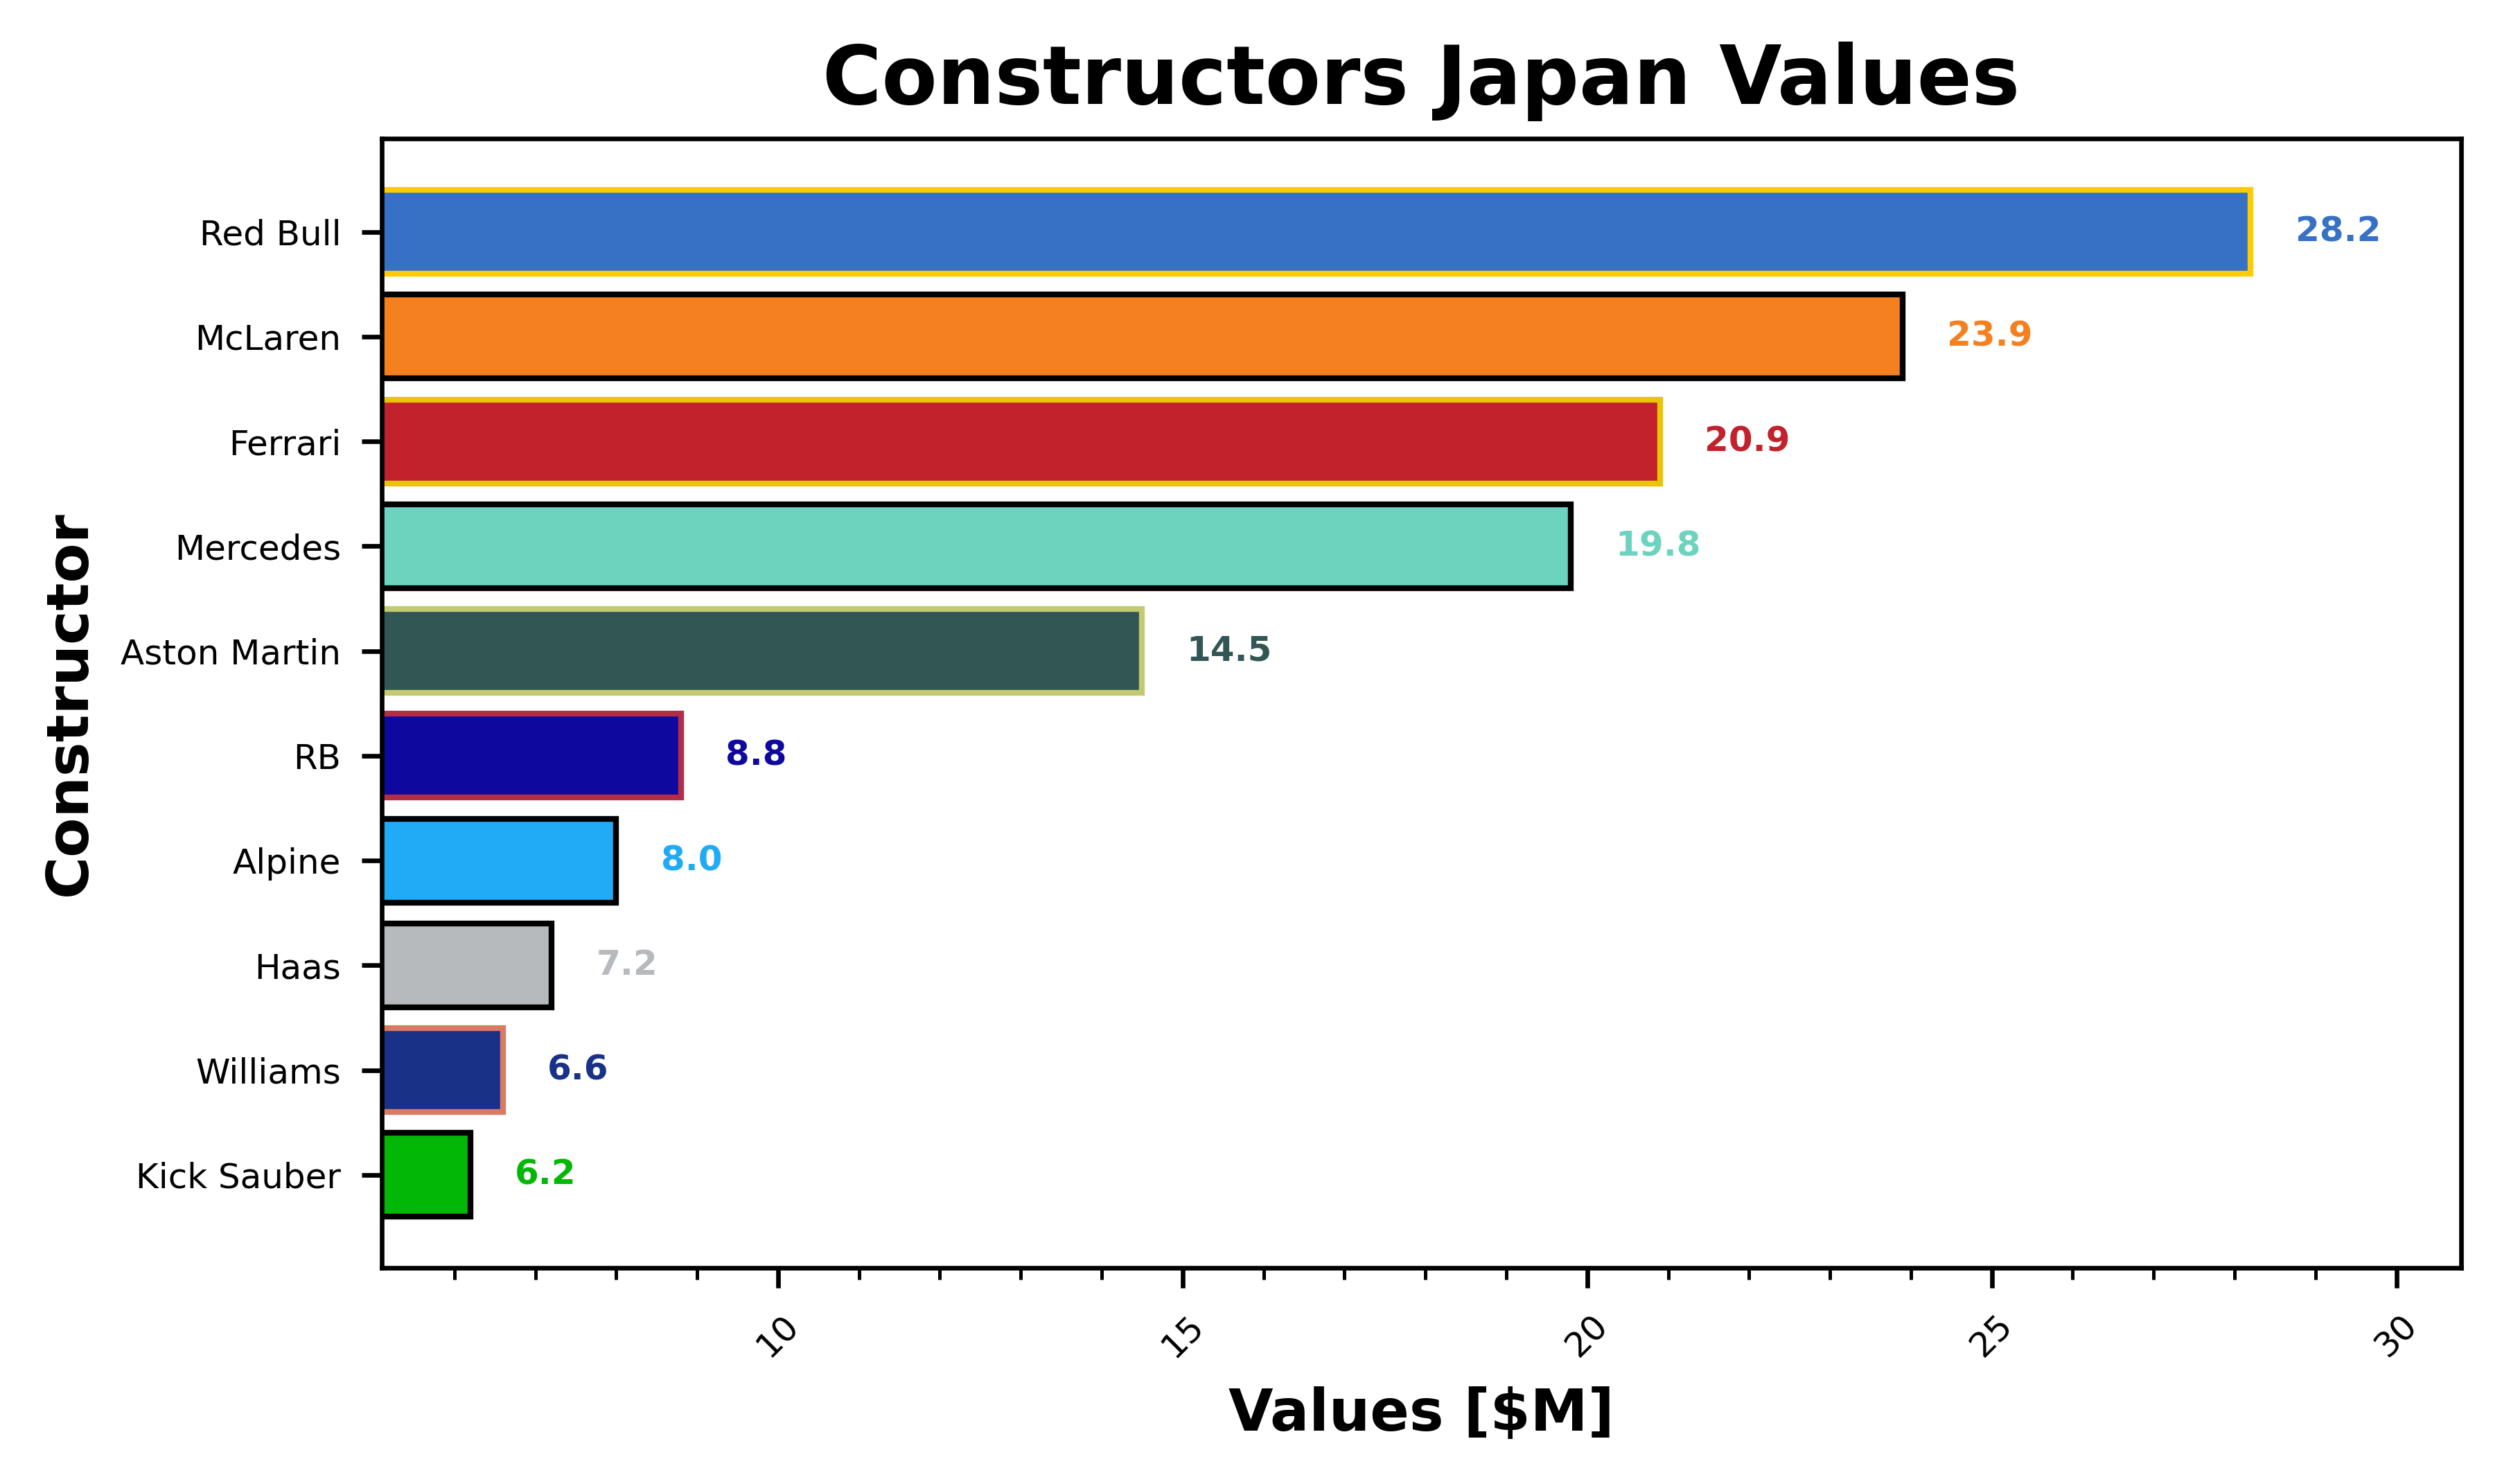 Constructors Japan Values
Constructor
Red Bull 28.2
McLaren 23.9
Ferrari 20.9
Mercedes 19.8
Aston Martin 14.5
RB 8.8
Alpine 8.0
Haas 7.2
Williams 6.6
Kick Sauber 6.2
10 15 20 25 30
Values [$M]